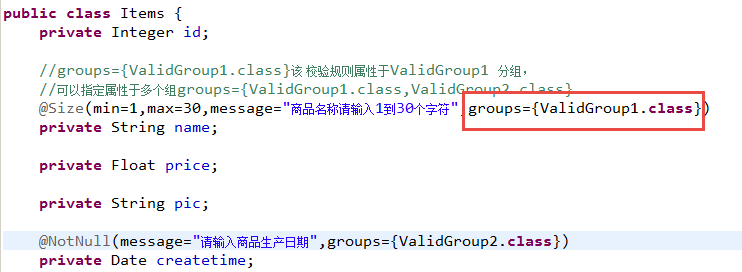 public class Items {
private Integer id;
//groups={ValidGroup1.class}该校验规则属性于ValidGroup1 分组，
//可以指定属性于多个组groups={ValidGroup1.class,ValidGroup2.class}
@Size(min=1,max=30,message="商品名称请输入1到30个字符",groups={ValidGroup1.class})
private String name;
private Float price;
private String pic;
@NotNull(message="请输入商品生产日期",groups={ValidGroup2.class})
private Date createtime;